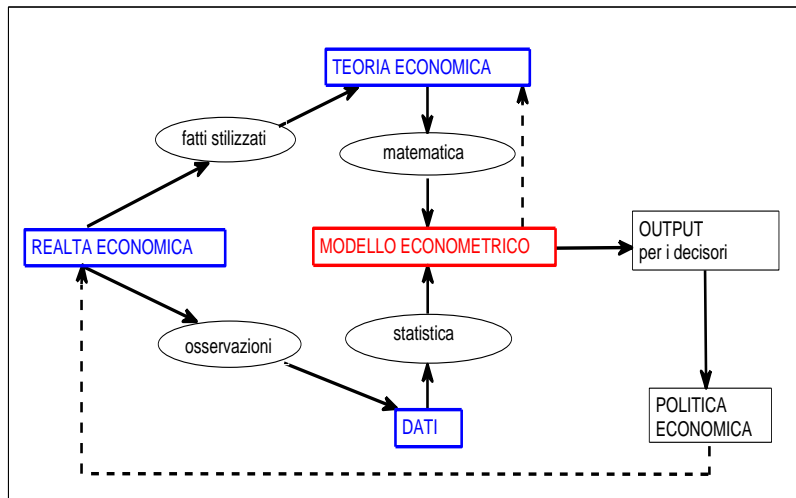 TEORIA ECONOMICA
fatti stilizzati
matematica
REALTA ECONOMICA
MODELLO ECONOMETRICO
OUTPUT
per i decisori
osservazioni
statistica
DATI
POLITICA
ECONOMICA